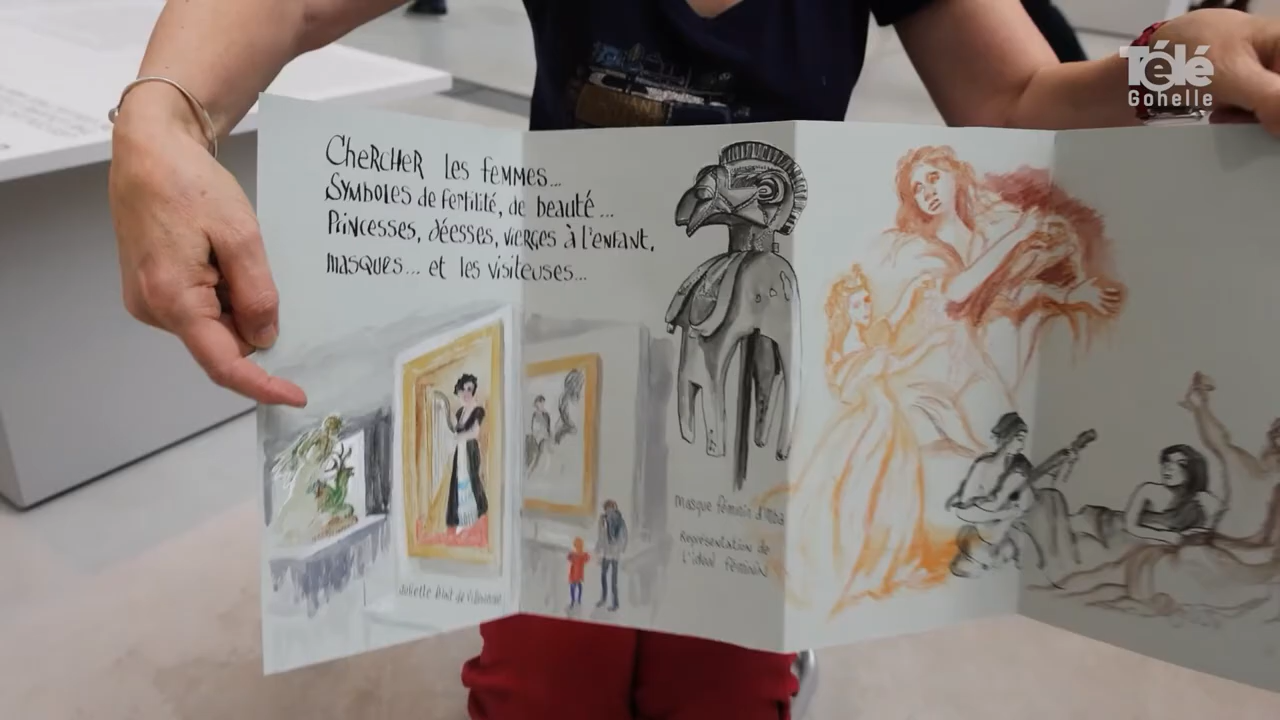 Télé
Gohelle
CHERCHER les femmes...
Symboles de fertilité, de beauté...
Princesses, déesses, vierges à l'enfant,
masques... et les visiteuses...
Masque féminin d'
Représentation de
l'idéal féminin
Juliette